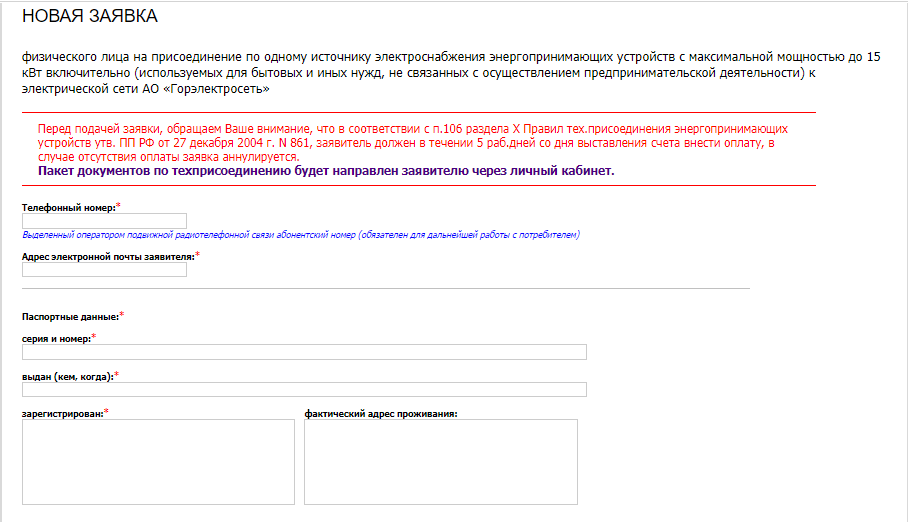 НОВАЯ ЗАЯВКА
физического лица на присоединение по одному источнику электроснабжения энергопринимающих устройств с максимальной мощностью до 15
кВт включительно (используемых для бытовых и иных нужд, не связанных с осуществлением предпринимательской деятельности) к
электрической сети АО «Горэлектросеть»
Перед подачей заявки, обращаем Ваше внимание, что в соответствии с п.106 раздела X Правил тех.присоединения энергопринимающих
устройств утв. ПП РФ от 27 декабря 2004 г. N 861, заявитель должен в течении 5 раб.дней со дня выставления счета внести оплату, в
случае отсутствия оплаты заявка аннулируется.
Пакет документов по техприсоединению будет направлен заявителю через личный кабинет.
Телефонный номер:*
Выделенный оператором подвижной радиотелефонной связи абонентский номер (обязателен для дальнейшей работы с потребителем)
Адрес электронной почты заявителя:*
Паспортные данные:*
серия и номер:*
выдан (кем, когда):*
зарегистрирован:*
фактический адрес проживания: